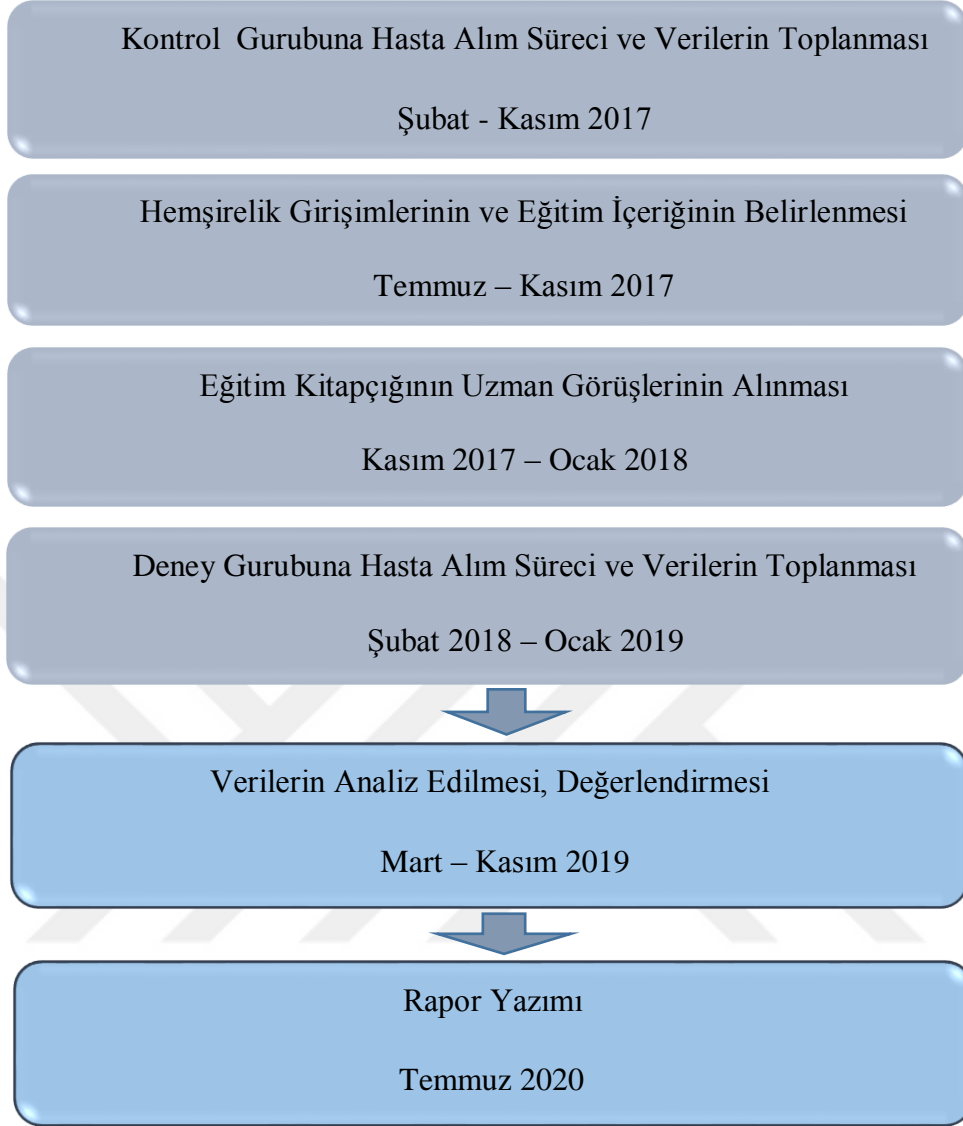 Kontrol  Gurubuna Hasta Alım Süreci ve Verilerin Toplanması
Şubat - Kasım 2017
Hemşirelik Girişimlerinin ve Eğitim İçeriğinin Belirlenmesi
Temmuz – Kasım 2017
Eğitim Kitapçığının Uzman Görüşlerinin Alınması
Kasım 2017 – Ocak 2018
Deney Gurubuna Hasta Alım Süreci ve Verilerin Toplanması
Şubat 2018 – Ocak 2019
Verilerin Analiz Edilmesi, Değerlendirmesi
Mart – Kasım 2019
Rapor Yazımı
Temmuz 2020